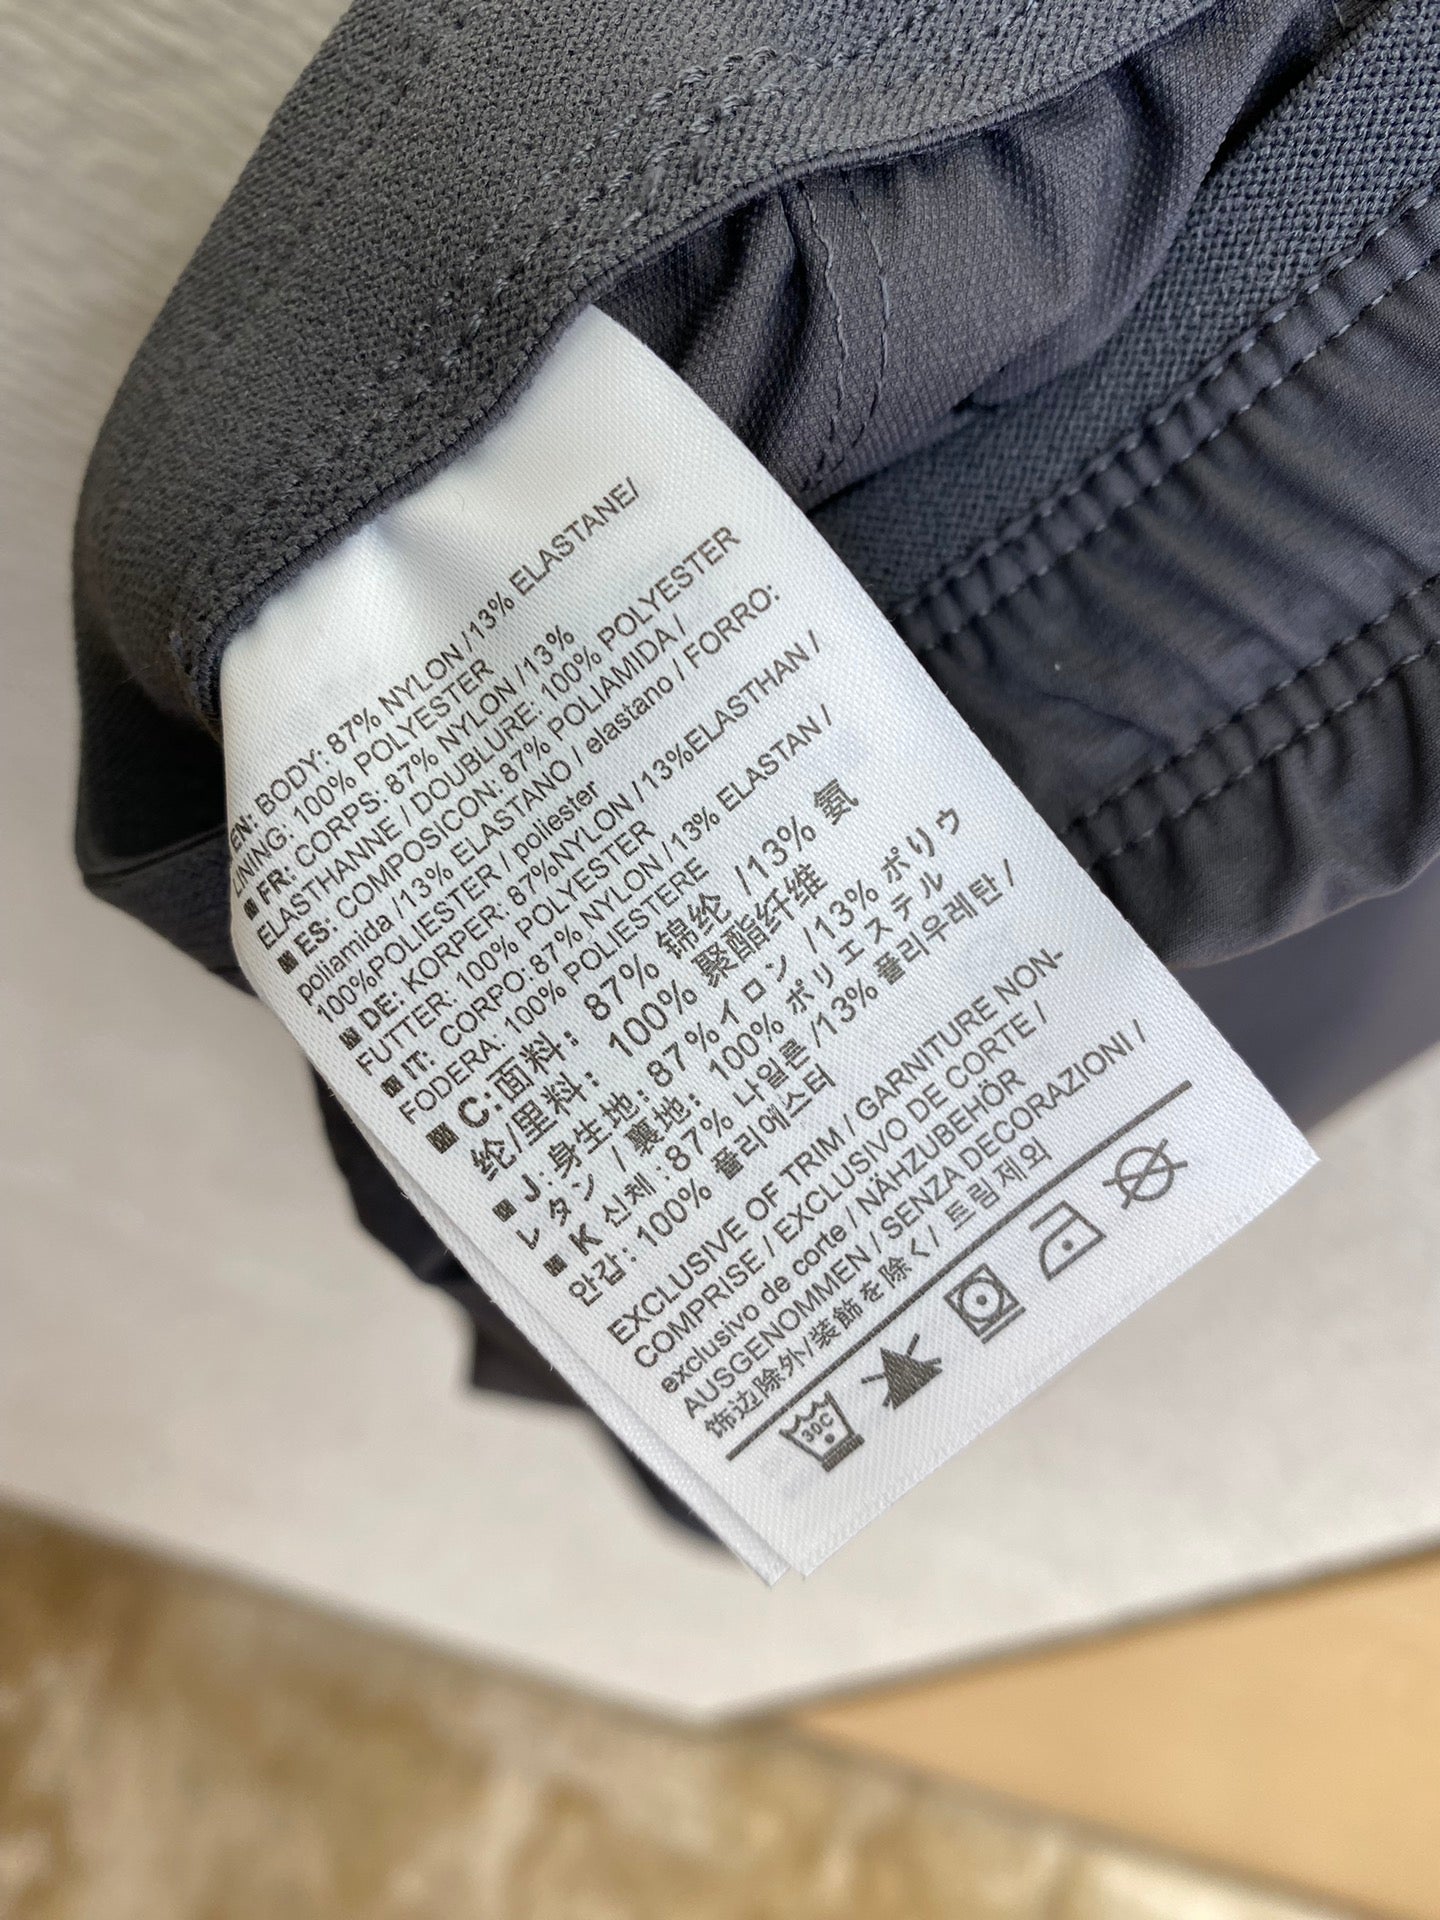 EN: BODY: 87% NYLON /13% ELASTANE/
LINING: 100% POLYESTER
FR: CORPS: 87% NYLON /13%
ELASTHANNE / DOUBLURE: 100% POLYESTER
ES: COMPOSICON: 87% POLIAMIDA /
poliamida /13% ELASTANO / elastano / FORRO:
100%POLIESTER / poliester
DE: KORPER: 87%NYLON / 13%ELASTHAN /
FUTTER: 100% POLYESTER
IT: CORPO: 87% NYLON /13% ELASTAN /
FODERA: 100% POLIESTERE
C:面料: 87% 锦纶 /13% 氨
纶/里料: 100% 聚酯纤维
J:身生地: 87%イロン /13% ポリウ
レタン / 裏地: 100% ポリエステル
K 신체 : 87% 나일론 /13% 폴리우레탄 /
안감 : 100% 폴리에스터
EXCLUSIVE OF TRIM / GARNITURE NON-
COMPRISE / EXCLUSIVO DE CORTE /
exclusivo de corte / NÄHZUBEHÖR
AUSGENOMMEN / SENZA DECORAZIONI /
饰边除外/装飾を除く/ 트림제외
30C